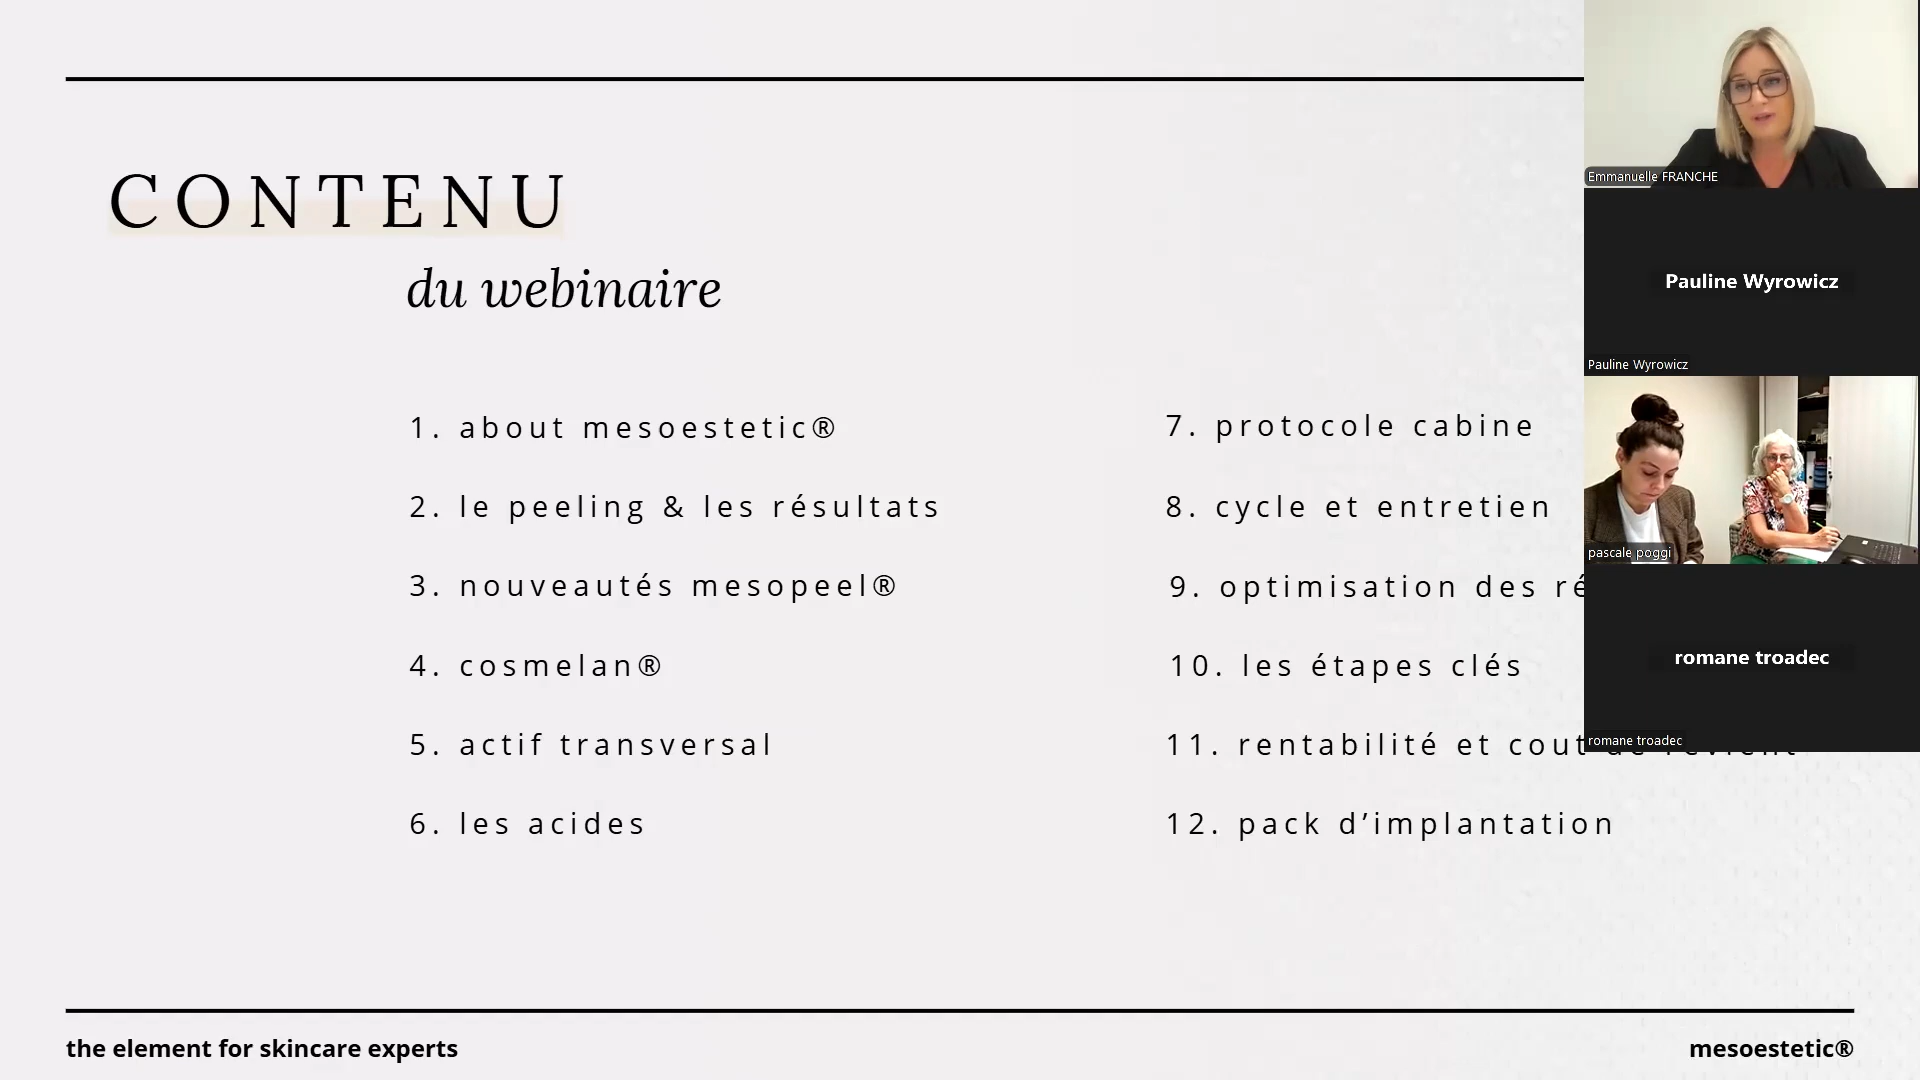 CONTENU
du webinaire
1. about mesoestetic®
2. le peeling & les résultats
3. nouveautés mesopeel®
4. cosmelan®
5. actif transversal
6. les acides
7. protocole cabine
8. cycle et entretien
9. optimisation des ré
10. les étapes clés
11. rentabilité et cout de revient
12. pack d’implantation
the element for skincare experts
mesoestetic®
Emmanuelle FRANCHE
Pauline Wyrowicz
Pauline Wyrowicz
pascale poggi
romane troadec
romane troadec